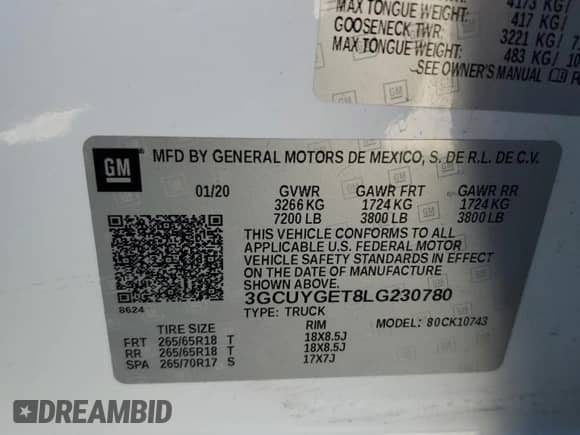 4173 KG/
MAX TONGUE WEIGHT:
417 KG/
GOOSENECK TWR:
3221 KG/ 7
MAX TONGUE WEIGHT:
483 KG/ 10
SEE OWNER'S MANUAL
GM
MFD BY GENERAL MOTORS DE MEXICO, S. DE R.L. DE C.V.
01/20 GVWR GAWR FRT GAWR RR
3266 KG 1724 KG 1724 KG
7200 LB 3800 LB 3800 LB
THIS VEHICLE CONFORMS TO ALL
APPLICABLE U.S. FEDERAL MOTOR
VEHICLE SAFETY STANDARDS IN EFFECT
ON THE DATE OF MANUFACTURE
SHOWN ABOVE.
3GCUYGET8LG230780
8624
TYPE: TRUCK MODEL: 80CK10743
TIRE SIZE RIM
FRT 265/65R18 T 18X8.5J
RR 265/65R18 T 18X8.5J
SPA 265/70R17 S 17X7J
DREAMBID